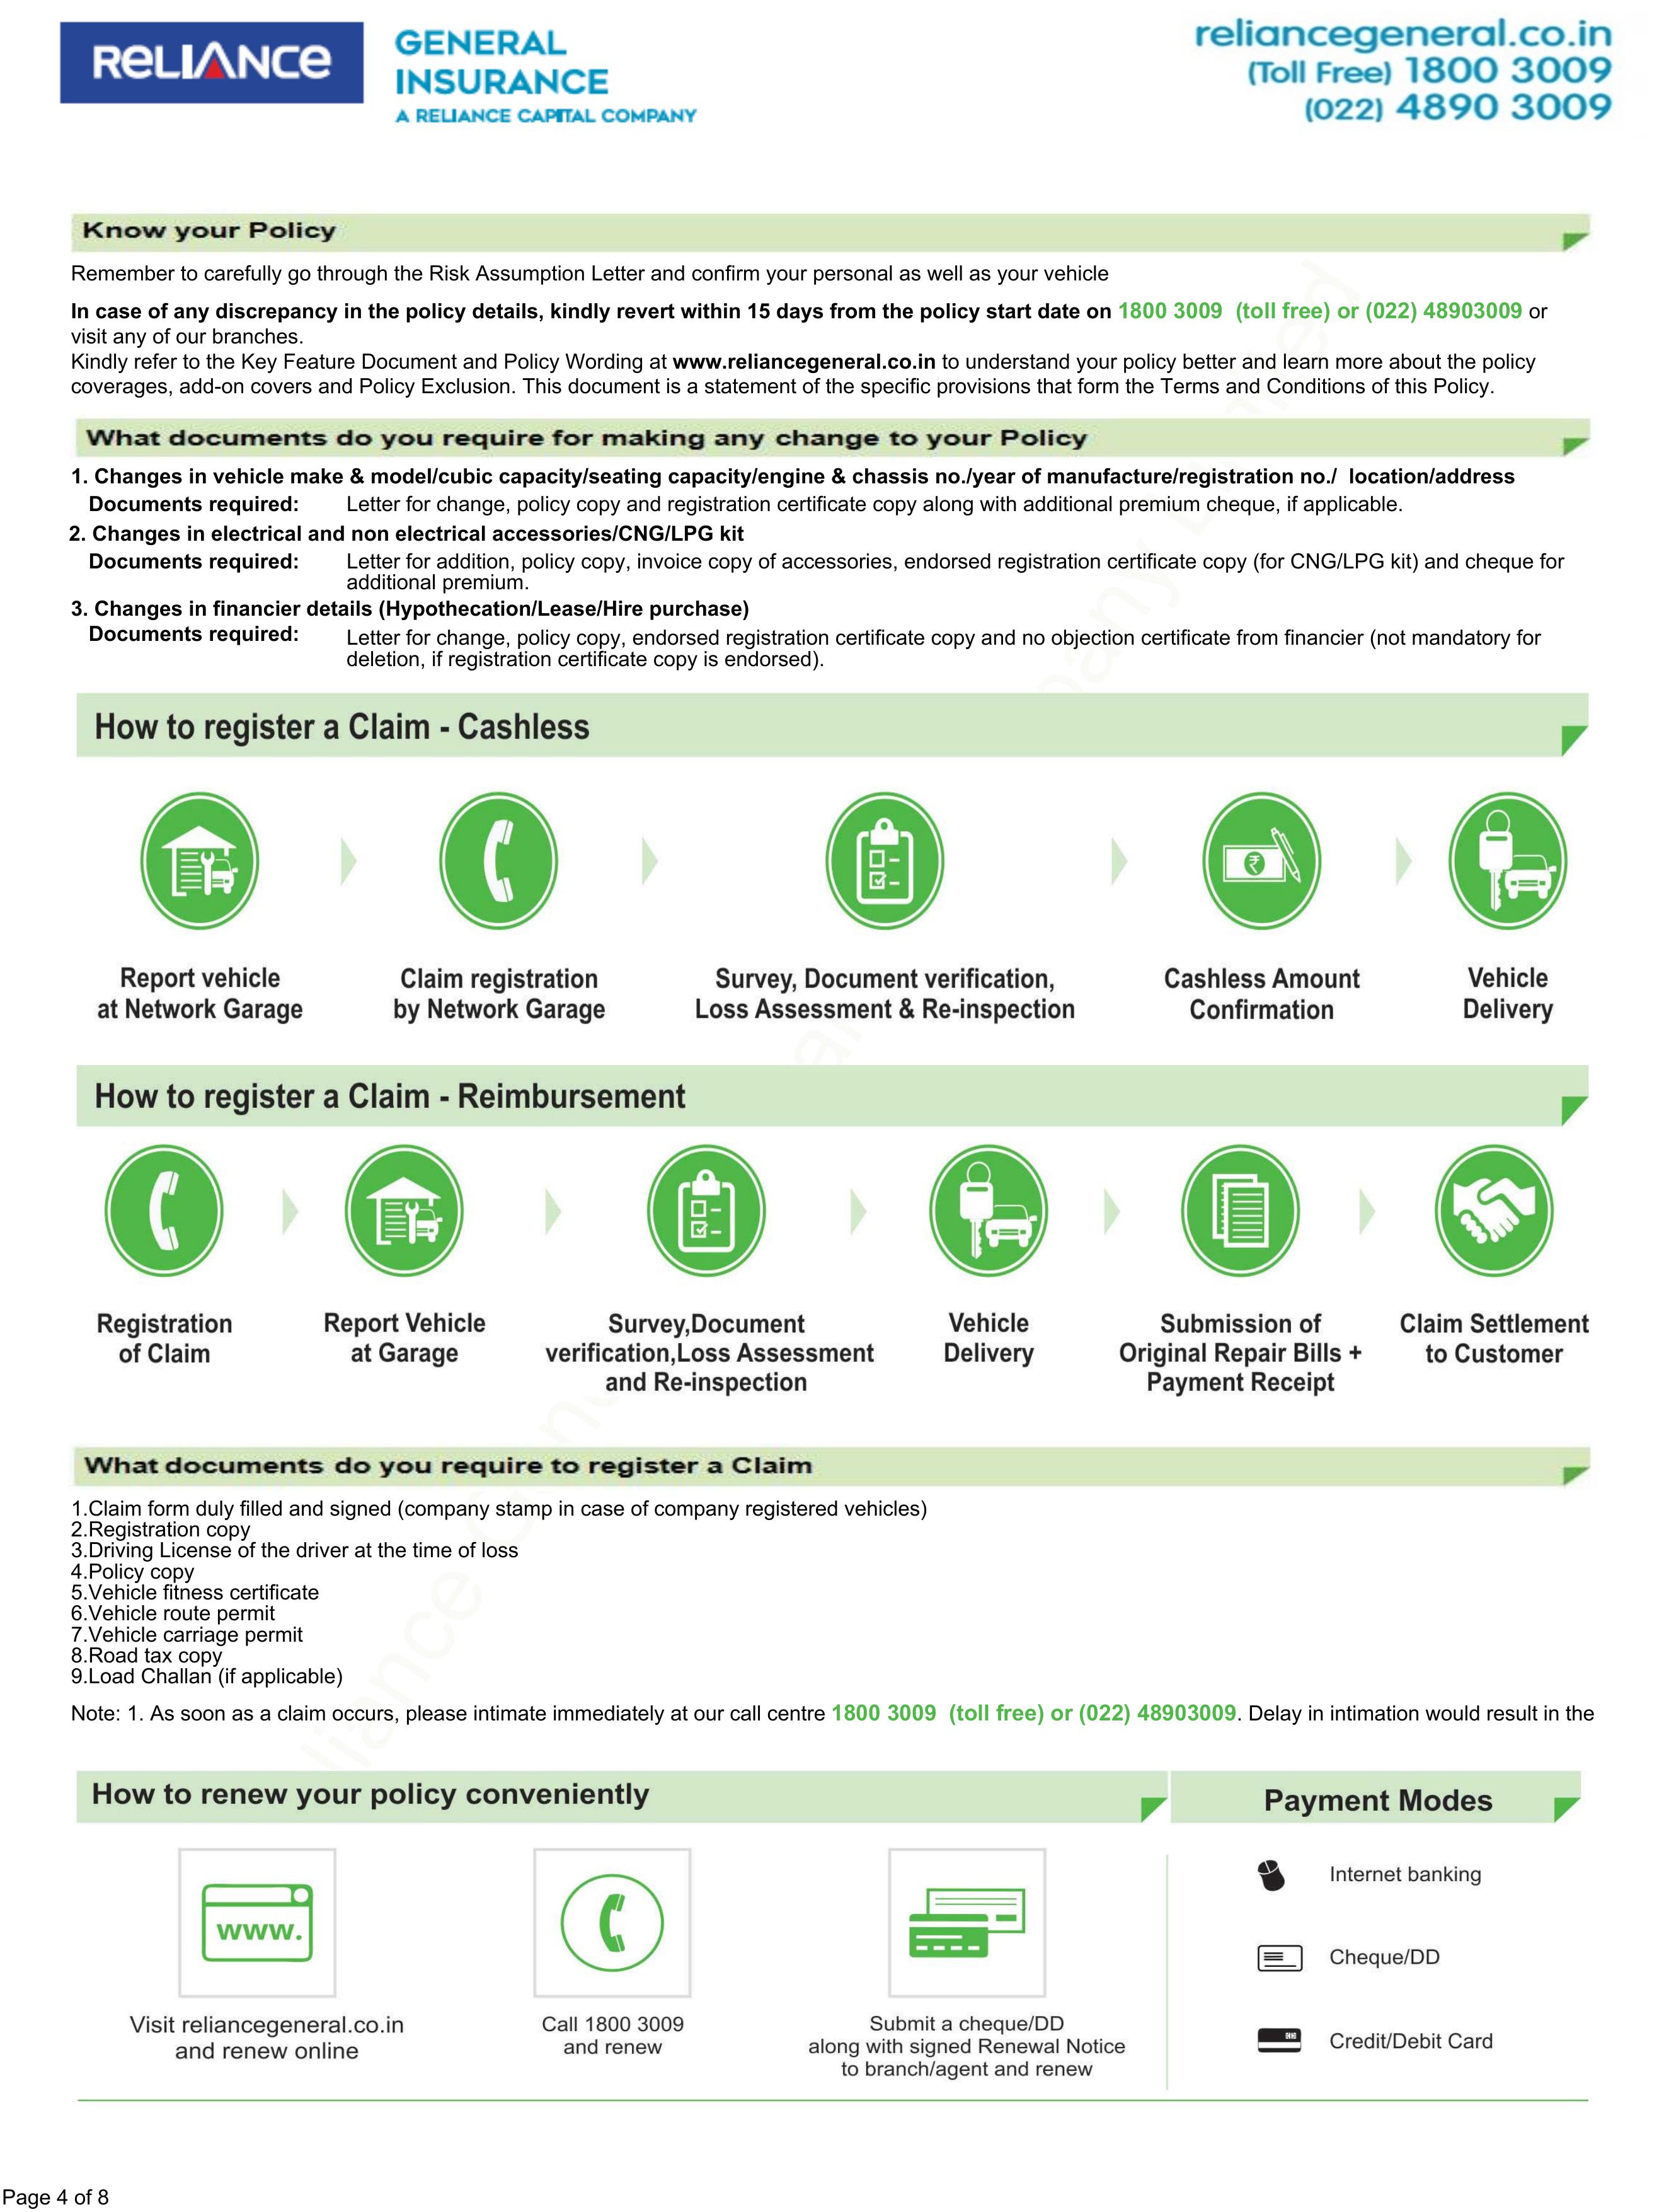 RELIANCE
GENERAL
INSURANCE
A RELIANCE CAPITAL COMPANY
reliancegeneral.co.in
(Toll Free) 1800 3009
(022) 4890 3009
Know your Policy
Remember to carefully go through the Risk Assumption Letter and confirm your personal as well as your vehicle
In case of any discrepancy in the policy details, kindly revert within 15 days from the policy start date on 1800 3009 (toll free) or (022) 48903009 or
visit any of our branches.
Kindly refer to the Key Feature Document and Policy Wording at www.reliancegeneral.co.in to understand your policy better and learn more about the policy
coverages, add-on covers and Policy Exclusion. This document is a statement of the specific provisions that form the Terms and Conditions of this Policy.
What documents do you require for making any change to your Policy
1. Changes in vehicle make & model/cubic capacity/seating capacity/engine & chassis no./year of manufacture/registration no./ location/address
Documents required: Letter for change, policy copy and registration certificate copy along with additional premium cheque, if applicable.
2. Changes in electrical and non electrical accessories/CNG/LPG kit
Documents required: Letter for addition, policy copy, invoice copy of accessories, endorsed registration certificate copy (for CNG/LPG kit) and cheque for
additional premium.
3. Changes in financier details (Hypothecation/Lease/Hire purchase)
Documents required: Letter for change, policy copy, endorsed registration certificate copy and no objection certificate from financier (not mandatory for
deletion, if registration certificate copy is endorsed).
How to register a Claim - Cashless
Report vehicle
at Network Garage
Claim registration
by Network Garage
Survey, Document verification,
Loss Assessment & Re-inspection
Cashless Amount
Confirmation
Vehicle
Delivery
How to register a Claim - Reimbursement
Registration
of Claim
Report Vehicle
at Garage
Survey,Document
verification,Loss Assessment
and Re-inspection
Vehicle
Delivery
Submission of
Original Repair Bills +
Payment Receipt
Claim Settlement
to Customer
What documents do you require to register a Claim
1.Claim form duly filled and signed (company stamp in case of company registered vehicles)
2.Registration copy
3.Driving License of the driver at the time of loss
4.Policy copy
5.Vehicle fitness certificate
6.Vehicle route permit
7.Vehicle carriage permit
8.Road tax copy
9.Load Challan (if applicable)
Note: 1. As soon as a claim occurs, please intimate immediately at our call centre 1800 3009 (toll free) or (022) 48903009. Delay in intimation would result in the
How to renew your policy conveniently
www.
Visit reliancegeneral.co.in
and renew online
Call 1800 3009
and renew
Submit a cheque/DD
along with signed Renewal Notice
to branch/agent and renew
Payment Modes
Internet banking
Cheque/DD
Credit/Debit Card
Page 4 of 8